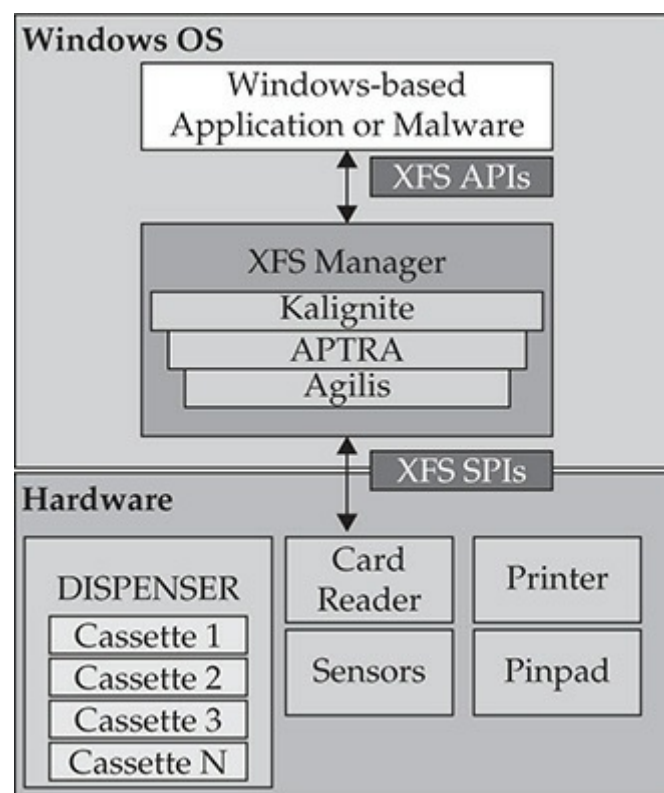 Windows OS
Windows-based
Application or Malware
XFS APIs
XFS Manager
Kalignite
APTRA
Agilis
XFS SPIs
Hardware
DISPENSER
Cassette 1
Cassette 2
Cassette 3
Cassette N
Card
Reader
Printer
Sensors
Pinpad